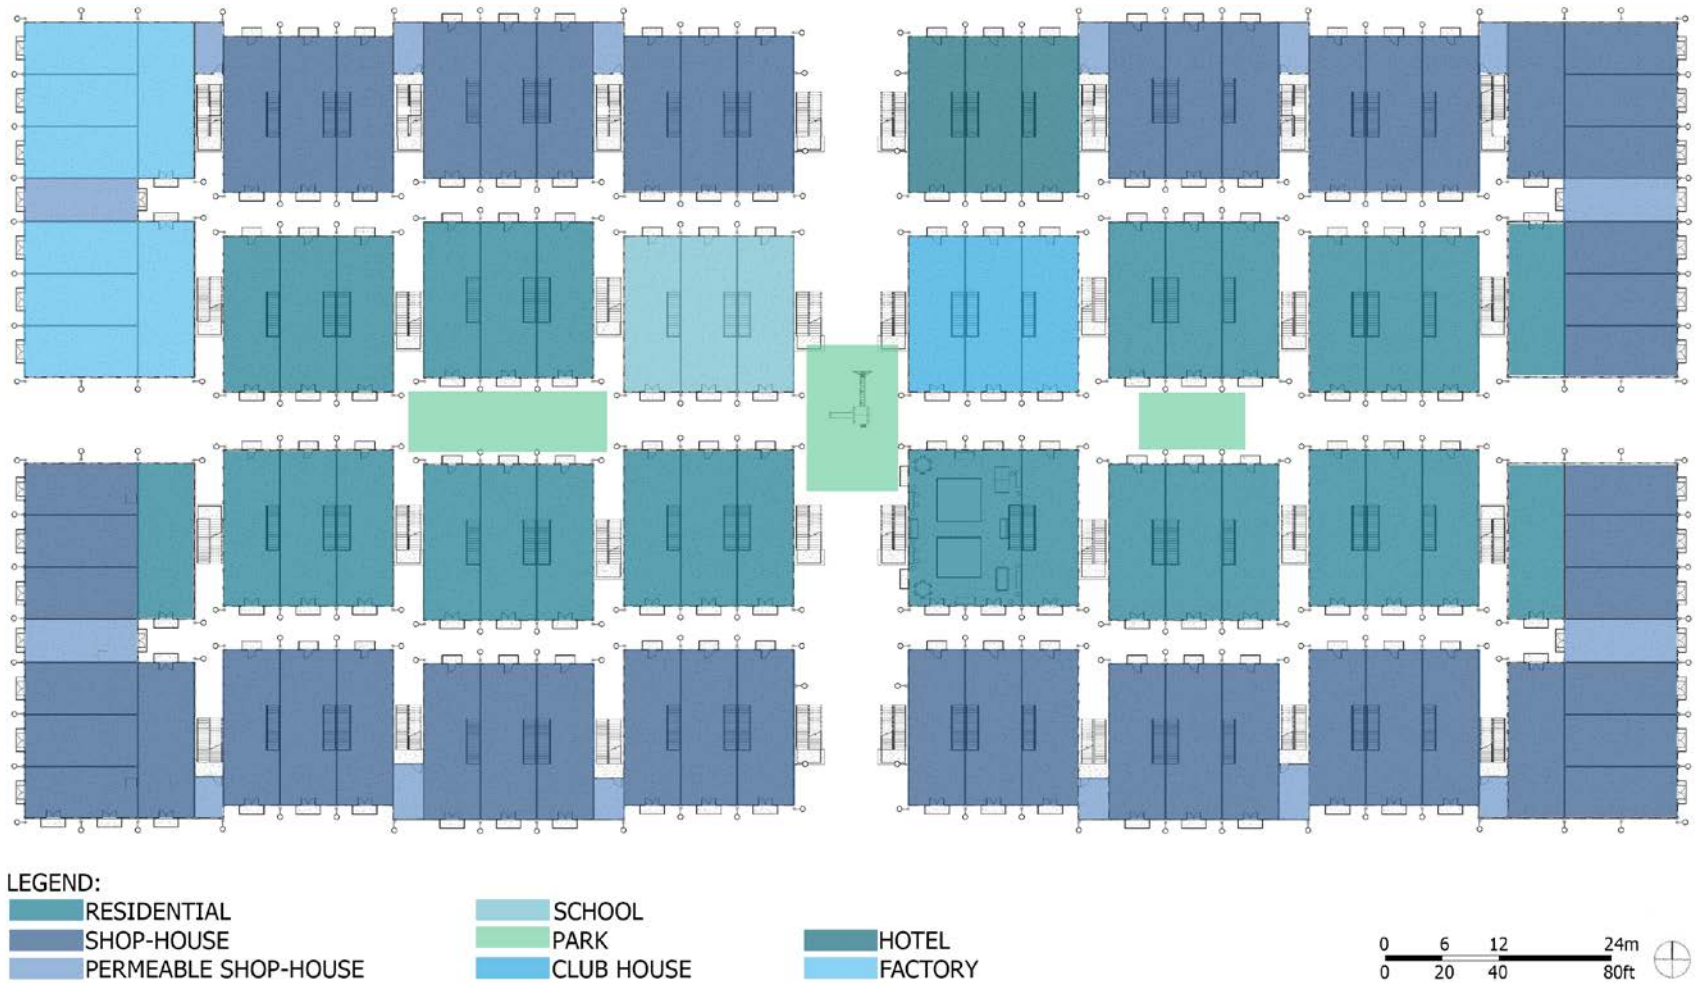 LEGEND:
RESIDENTIAL
SHOP-HOUSE
PERMEABLE SHOP-HOUSE
SCHOOL
PARK
CLUB HOUSE
HOTEL
FACTORY
0 6 12 24m
0 20 40 80ft